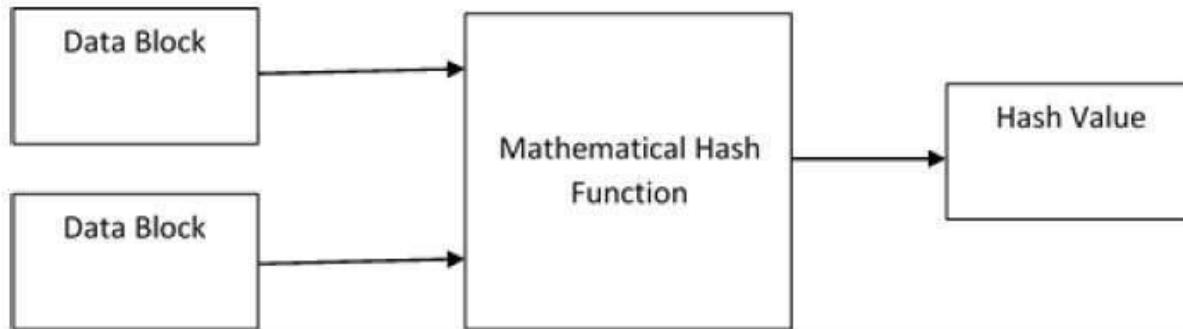 Data Block
Data Block
Mathematical Hash
Function
Hash Value